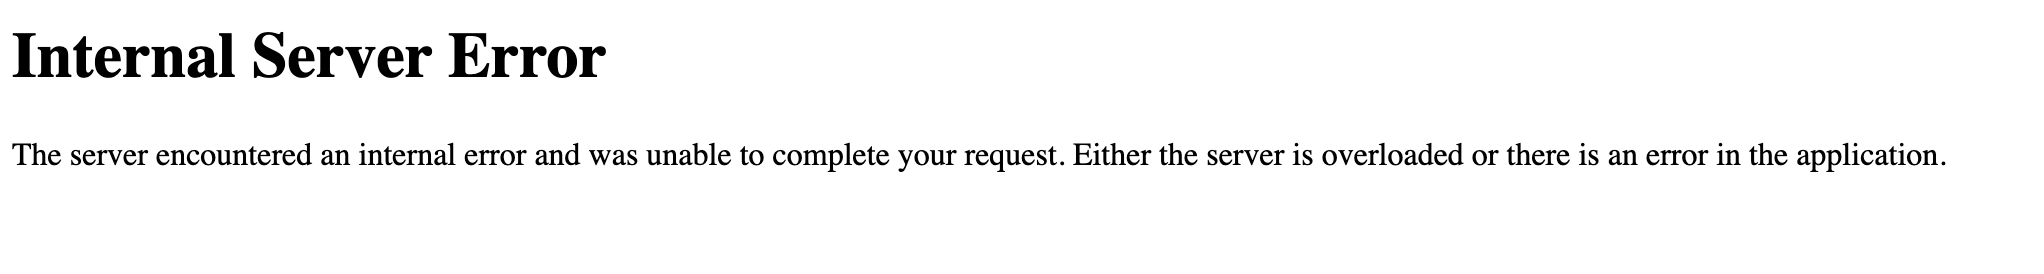 Internal Server Error
The server encountered an internal error and was unable to complete your request. Either the server is overloaded or there is an error in the application.